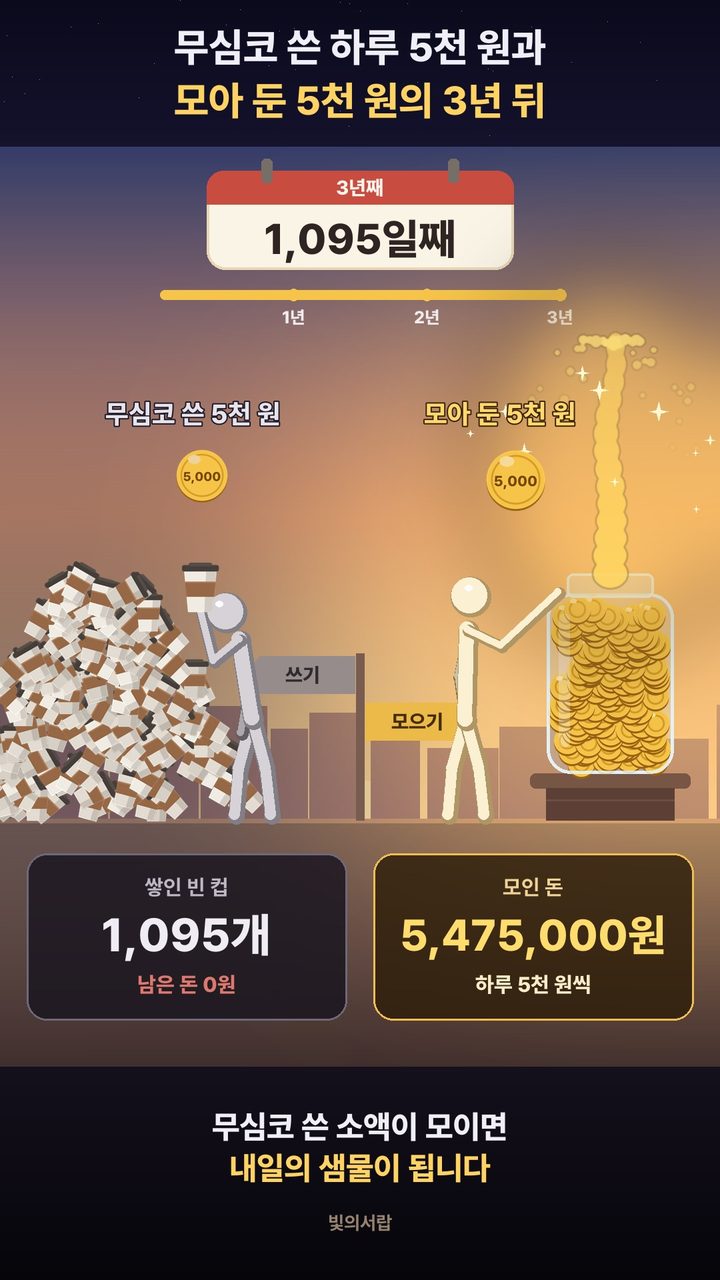 무심코 쓴 하루 5천 원과
모아 둔 5천 원의 3년 뒤
3년째
1,095일째
1년
2년
3년
무심코 쓴 5천 원
모아 둔 5천 원
5,000
5,000
쓰기
모으기
쌓인 빈 컵
1,095개
남은 돈 0원
모인 돈
5,475,000원
하루 5천 원씩
무심코 쓴 소액이 모이면
내일의 샘물이 됩니다
빛의서랍